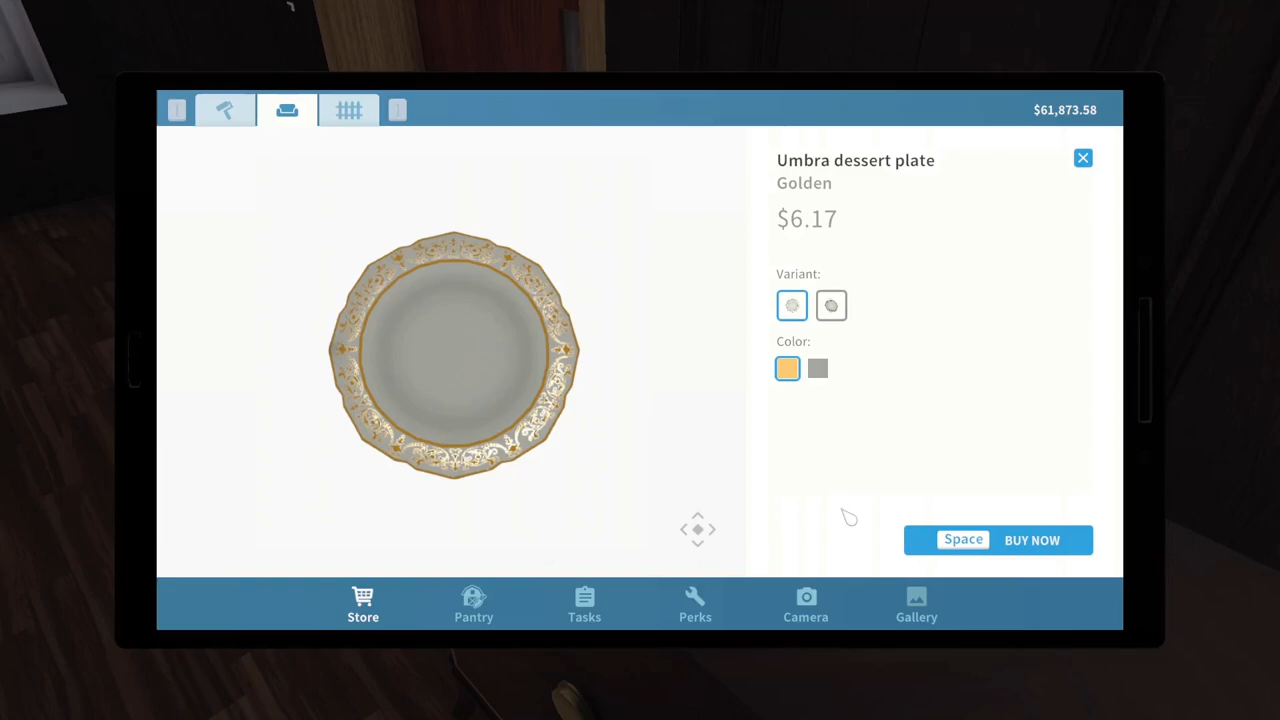 $61,873.58
Umbra dessert plate
Golden
$6.17
Variant:
Color:
Space BUY NOW
Store Pantry Tasks Perks Camera Gallery